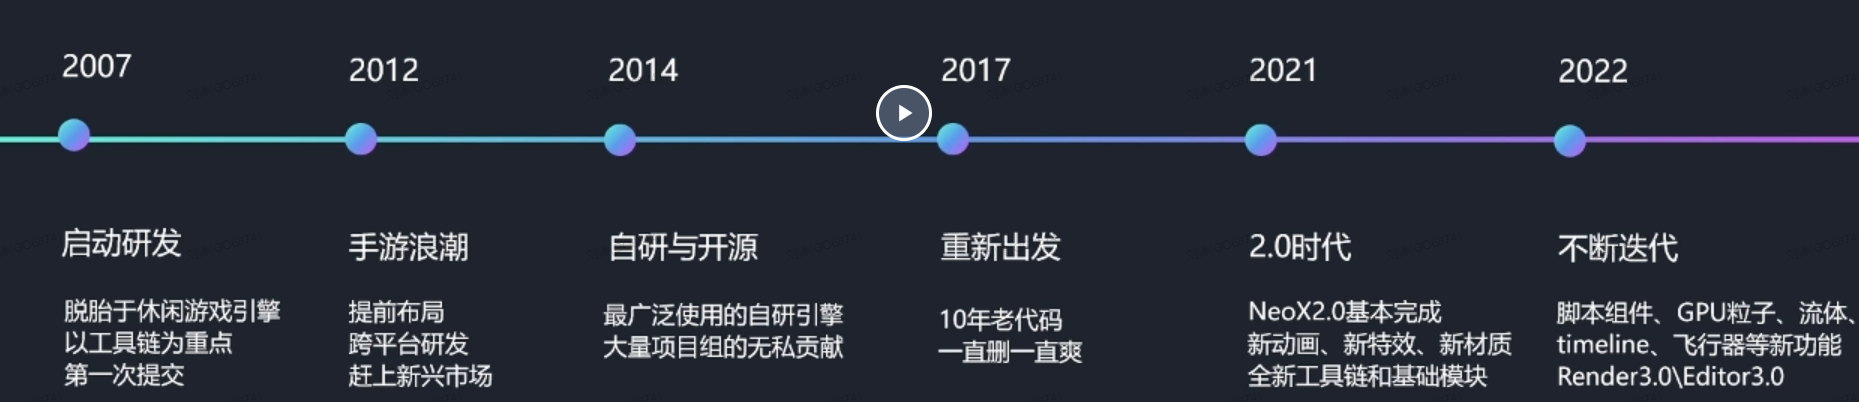 2007
启动研发
脱胎于休闲游戏引擎
以工具链为重点
第一次提交
2012
手游浪潮
提前布局
跨平台研发
赶上新兴市场
2014
自研与开源
最广泛使用的自研引擎
大量项目组的无私贡献
2017
重新出发
10年老代码
一直删一直爽
2021
2.0时代
NeoX2.0基本完成
新动画、新特效、新材质
全新工具链和基础模块
2022
不断迭代
脚本组件、GPU粒子、流体、
timeline、飞行器等新功能
Render3.0\Editor3.0